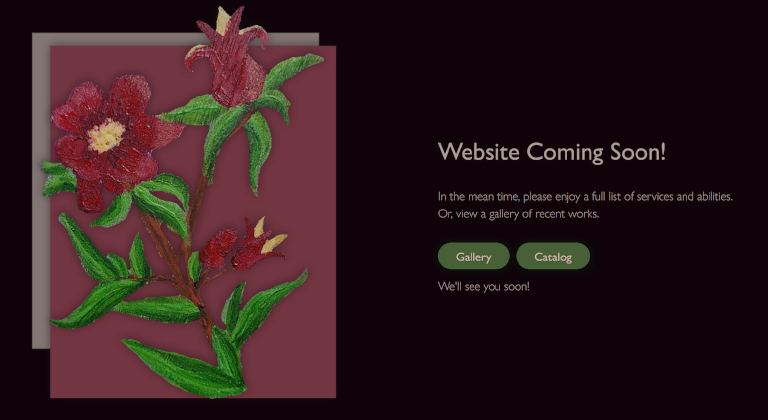 Website Coming Soon!
In the mean time, please enjoy a full list of services and abilities.
Or, view a gallery of recent works.
Gallery
Catalog
We'll see you soon!